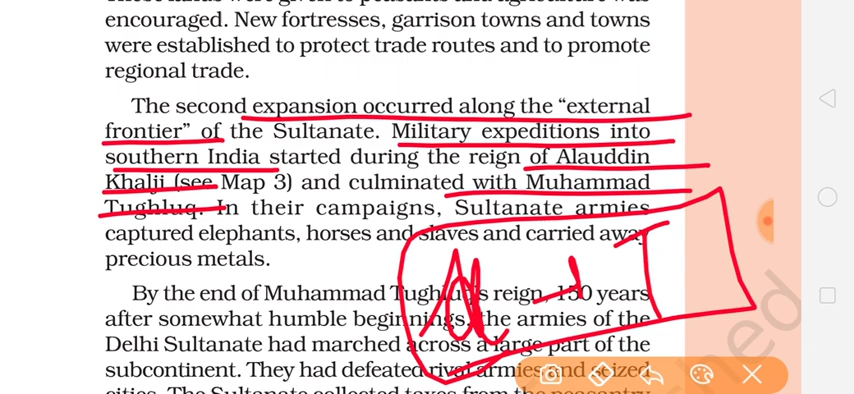 encouraged. New fortresses, garrison towns and towns
were established to protect trade routes and to promote
regional trade.
The second expansion occurred along the “external
frontier” of the Sultanate. Military expeditions into
southern India started during the reign of Alauddin
Khalji (see Map 3) and culminated with Muhammad
Tughluq. In their campaigns, Sultanate armies
captured elephants, horses and slaves and carried away
precious metals.
By the end of Muhammad Tughluq’s reign, 150 years
after somewhat humble beginnings, the armies of the
Delhi Sultanate had marched across a large part of the
subcontinent. They had defeated rival armies and seized